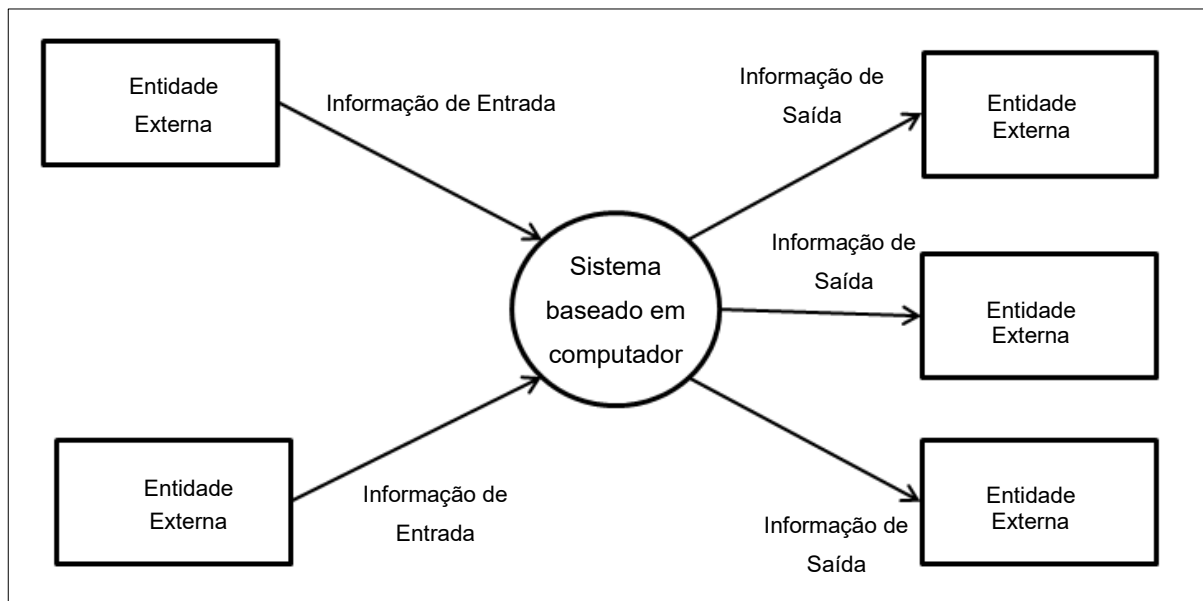 Entidade
Externa
Informação de Entrada
Informação de
Saída
Entidade
Externa
Sistema
baseado em
computador
Informação de
Saída
Entidade
Externa
Entidade
Externa
Informação de
Entrada
Informação de
Saída
Entidade
Externa